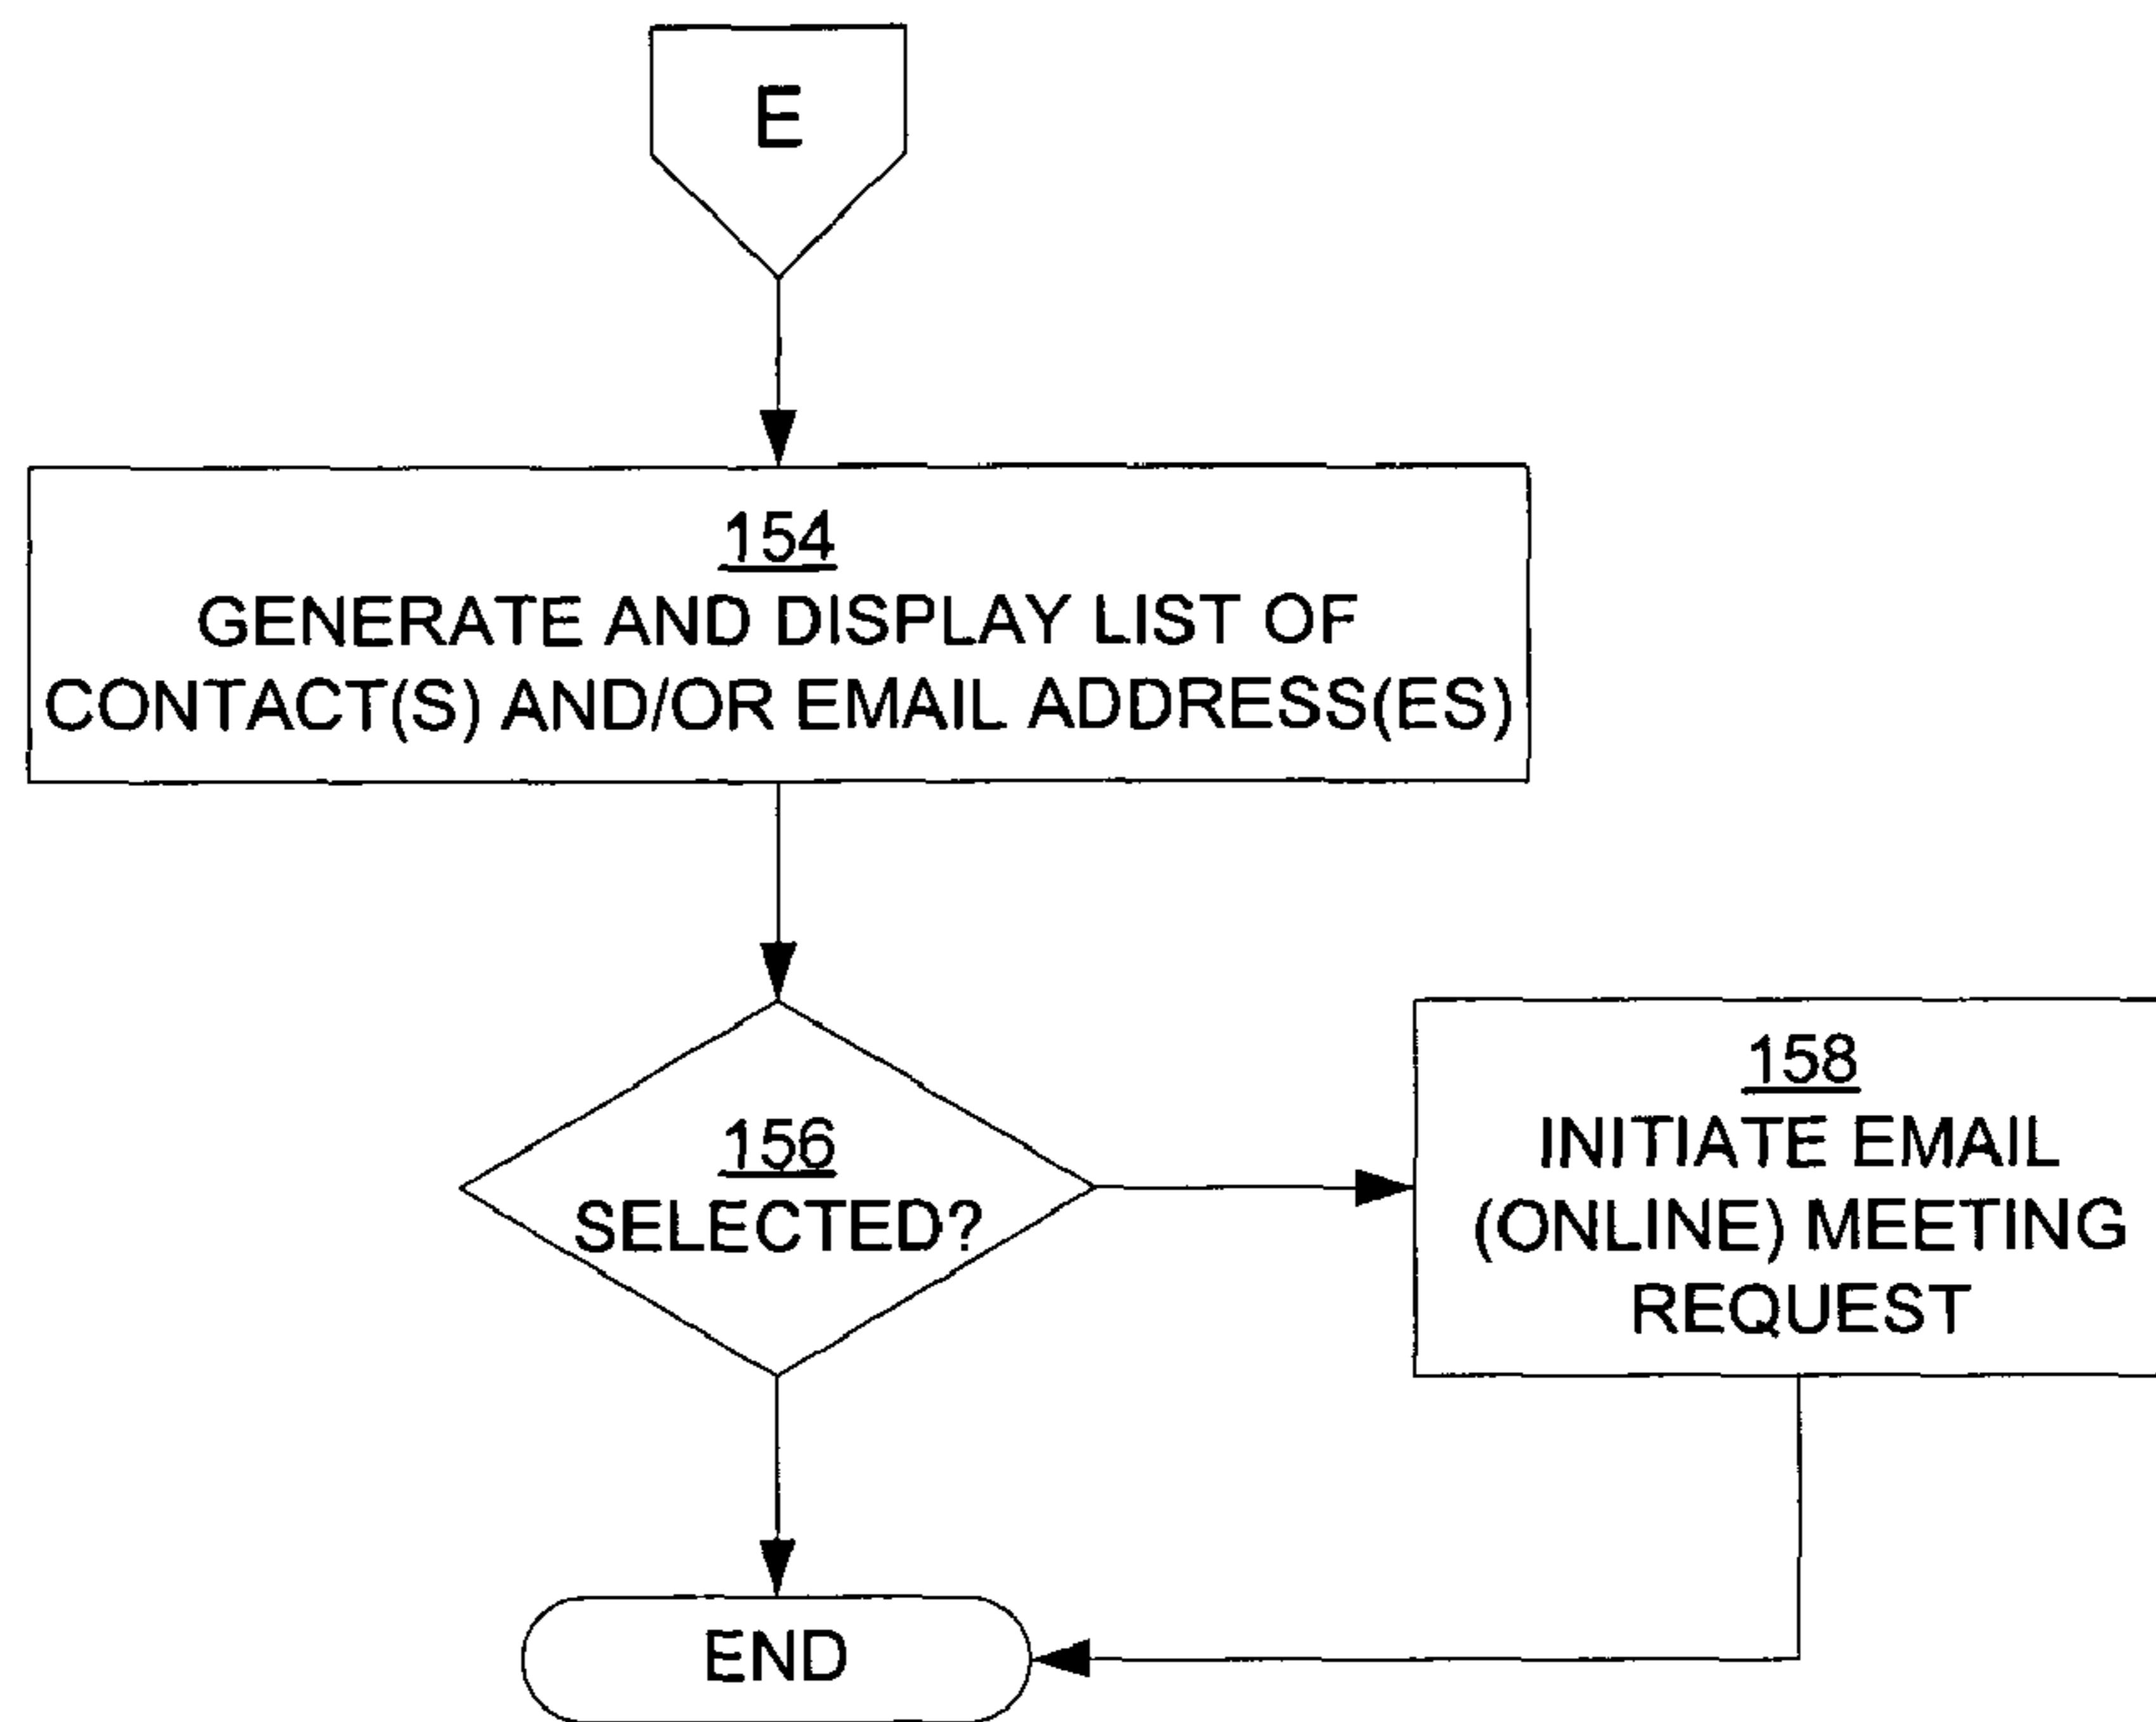 E
154
GENERATE AND DISPLAY LIST OF
CONTACT(S) AND/OR EMAIL ADDRESS(ES)
156
SELECTED?
158
INITIATE EMAIL
(ONLINE) MEETING
REQUEST
END